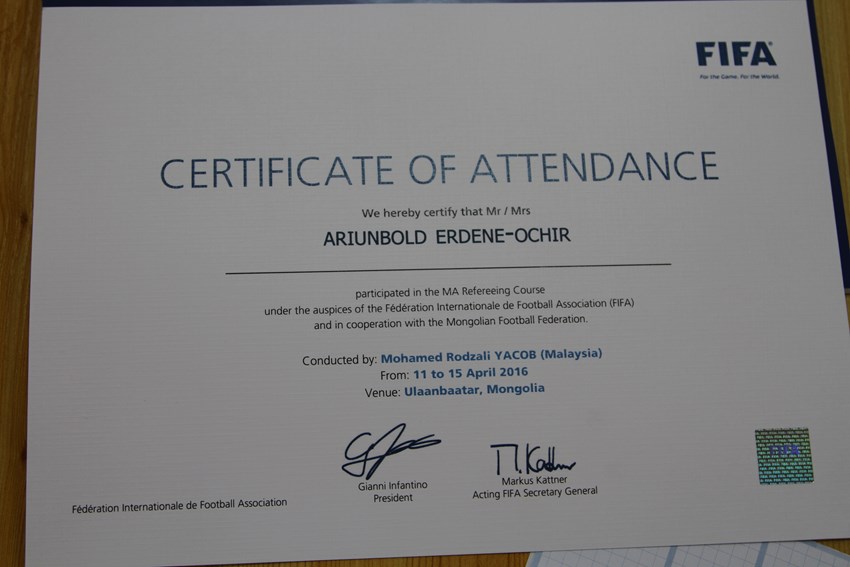 FIFA
For the Game. For the World.
CERTIFICATE OF ATTENDANCE
We hereby certify that Mr / Mrs
ARIUNBOLD ERDENE-OCHIR
participated in the MA Refereeing Course
under the auspices of the Fédération Internationale de Football Association (FIFA)
and in cooperation with the Mongolian Football Federation.
Conducted by: Mohamed Rodzali YACOB (Malaysia)
From: 11 to 15 April 2016
Venue: Ulaanbaatar, Mongolia
M. Kattner
Gianni Infantino
President
Markus Kattner
Acting FIFA Secretary General
Fédération Internationale de Football Association
FIFA